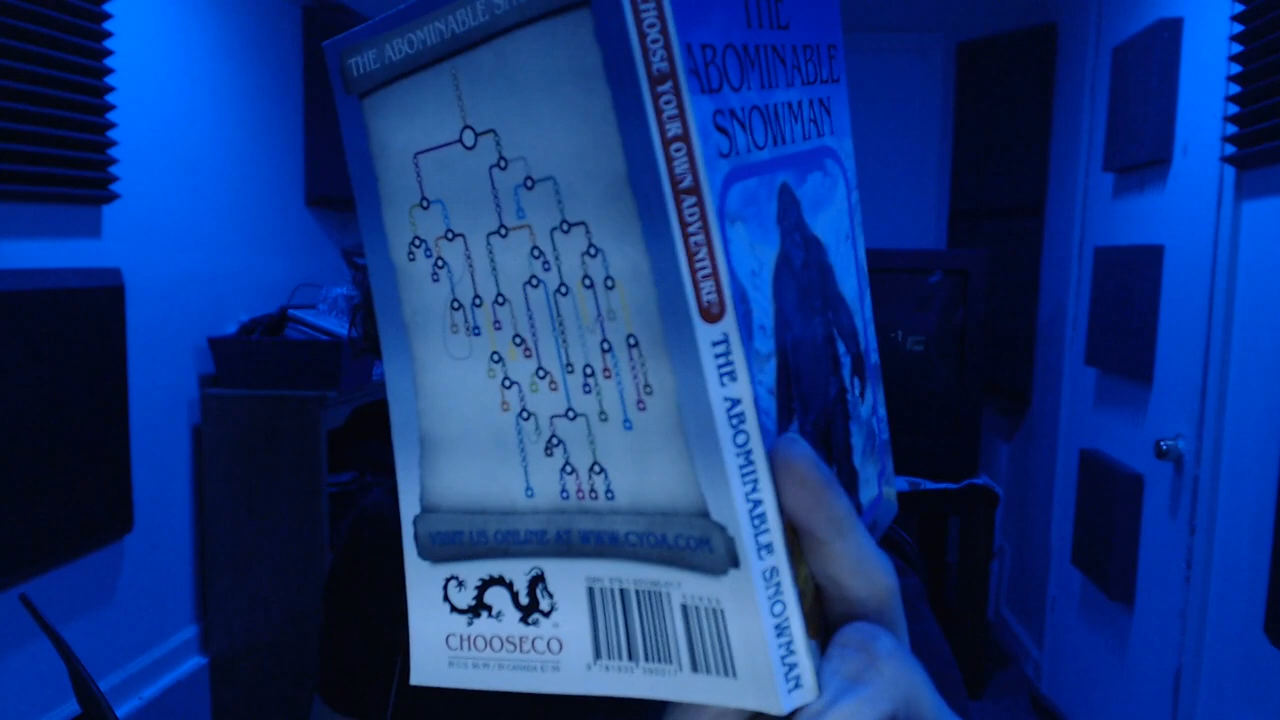 THE ABOMINABLE SNO
VISIT US ONLINE AT WWW.CYOA.COM
CHOOSECO
CHOOSE YOUR OWN ADVENTURE®
THE ABOMINABLE SNOWMAN
THE
ABOMINABLE
SNOWMAN